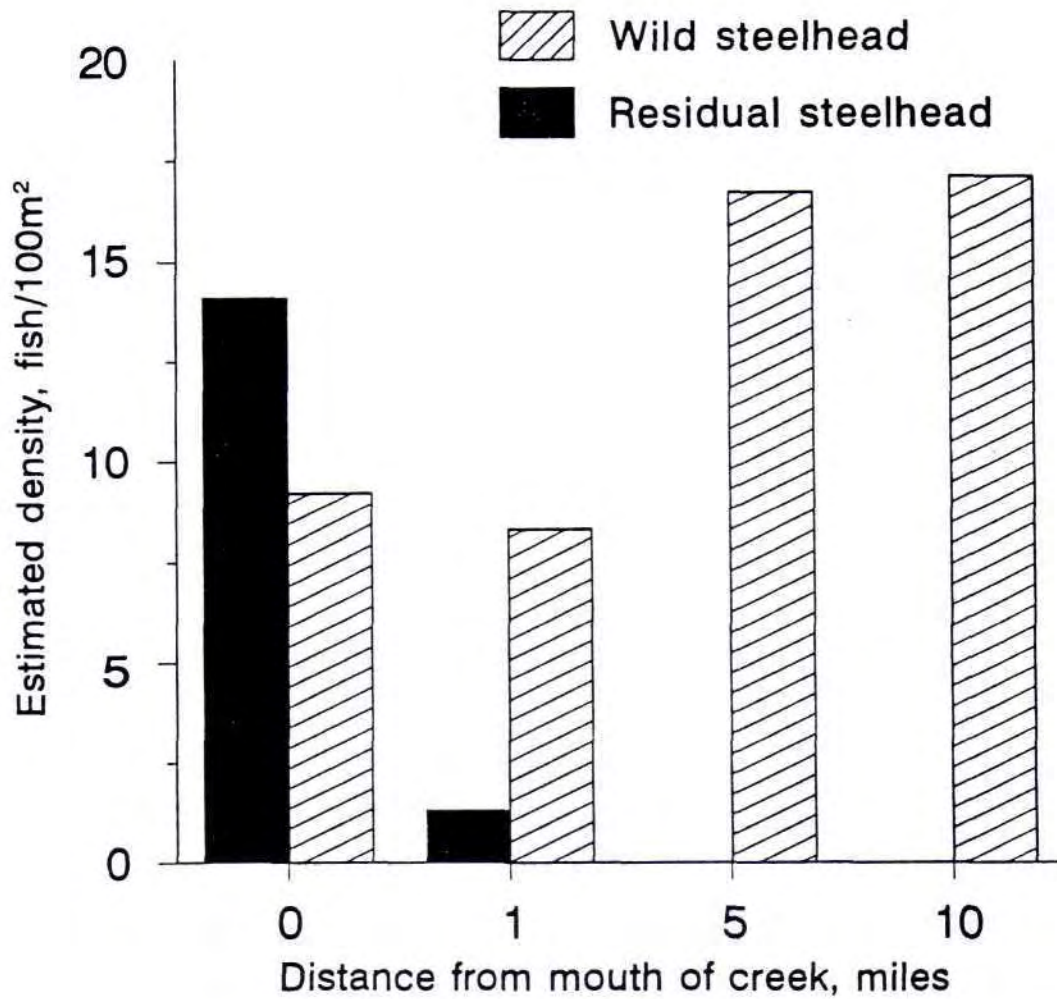 Wild steelhead
Residual steelhead
Estimated density, fish/100m²
20
15
10
5
0
0 1 5 10
Distance from mouth of creek, miles